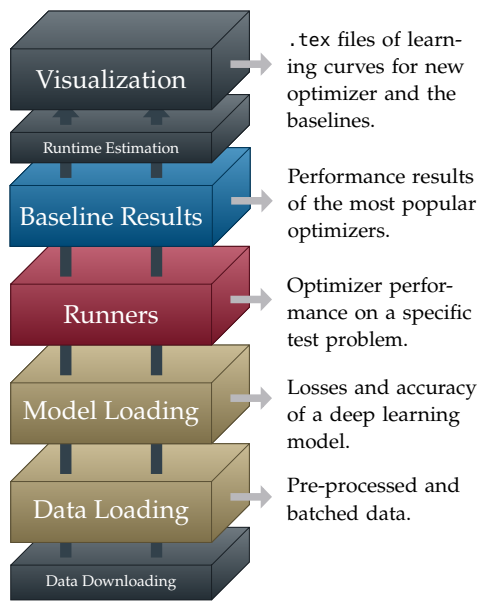 Visualization
.tex files of learn-
ing curves for new
optimizer and the
baselines.
Runtime Estimation
Baseline Results
Performance results
of the most popular
optimizers.
Runners
Optimizer perfor-
mance on a specific
test problem.
Model Loading
Losses and accuracy
of a deep learning
model.
Data Loading
Pre-processed and
batched data.
Data Downloading